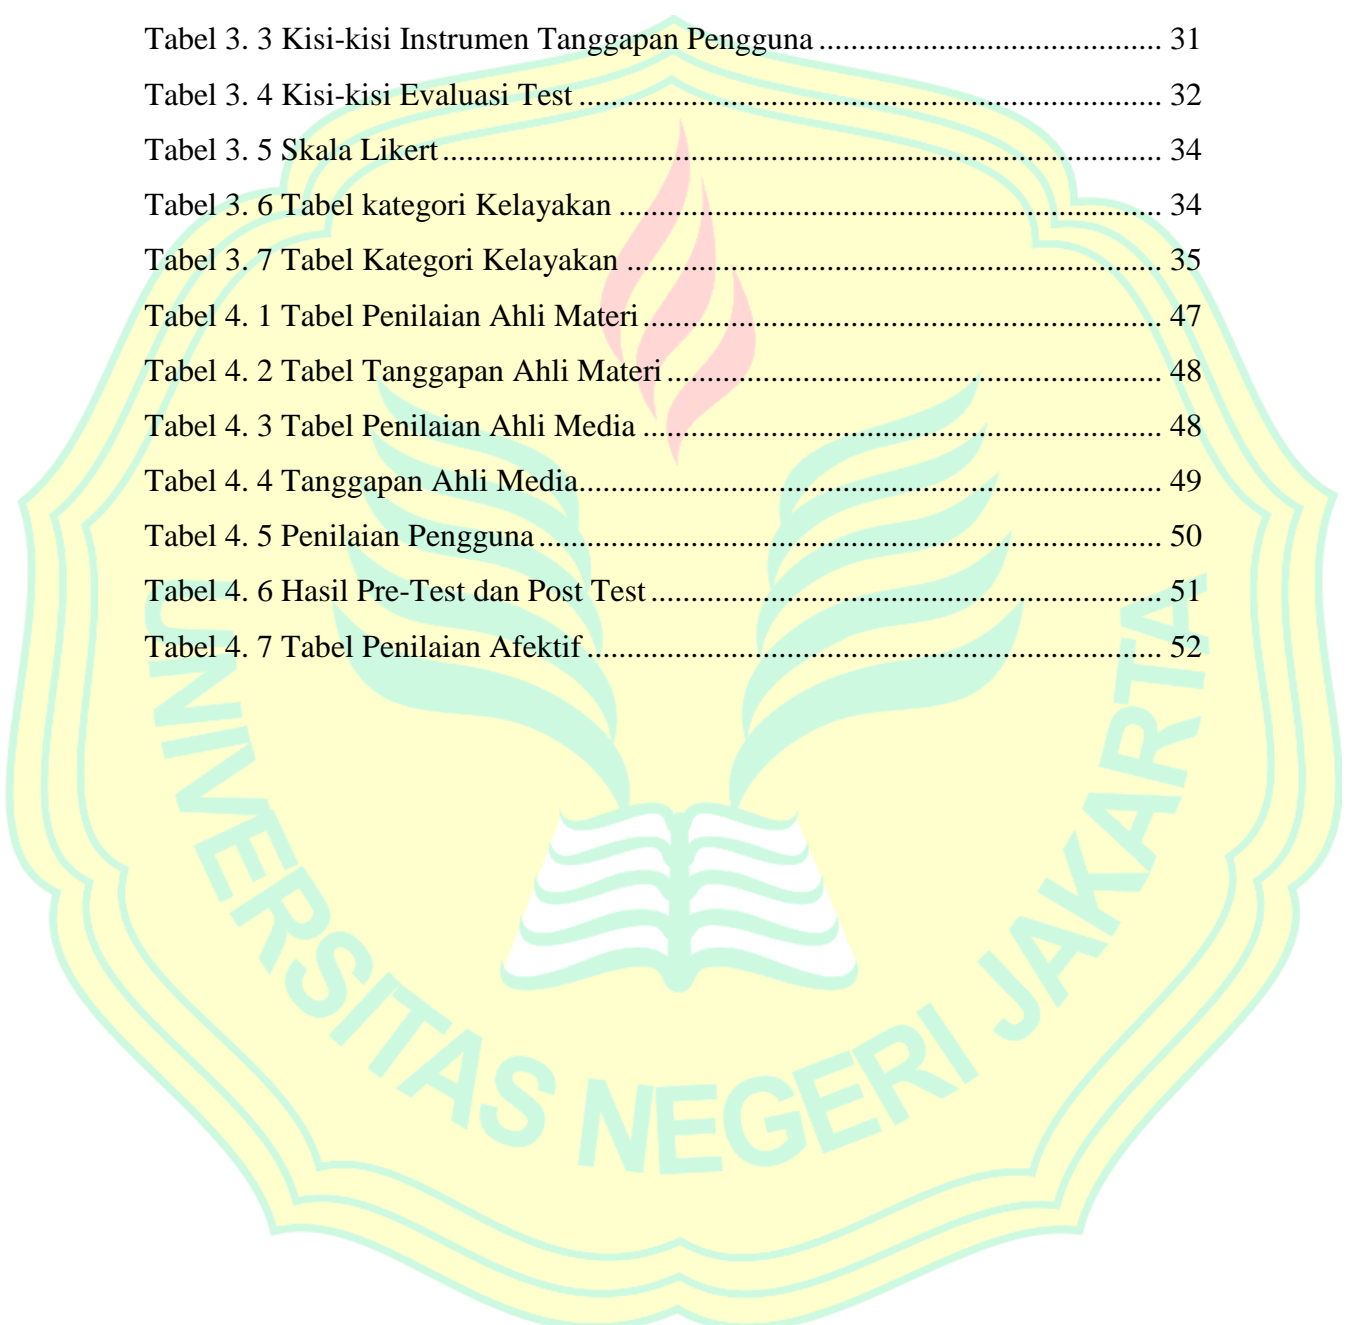 Tabel 3. 3 Kisi-kisi Instrumen Tanggapan Pengguna ........................................... 31
Tabel 3. 4 Kisi-kisi Evaluasi Test ......................................................................... 32
Tabel 3. 5 Skala Likert .......................................................................................... 34
Tabel 3. 6 Tabel kategori Kelayakan .................................................................... 34
Tabel 3. 7 Tabel Kategori Kelayakan ................................................................... 35
Tabel 4. 1 Tabel Penilaian Ahli Materi ................................................................. 47
Tabel 4. 2 Tabel Tanggapan Ahli Materi .............................................................. 48
Tabel 4. 3 Tabel Penilaian Ahli Media ................................................................. 48
Tabel 4. 4 Tanggapan Ahli Media......................................................................... 49
Tabel 4. 5 Penilaian Pengguna .............................................................................. 50
Tabel 4. 6 Hasil Pre-Test dan Post Test ................................................................ 51
Tabel 4. 7 Tabel Penilaian Afektif ........................................................................ 52
UNIVERSITAS NEGERI JAKARTA